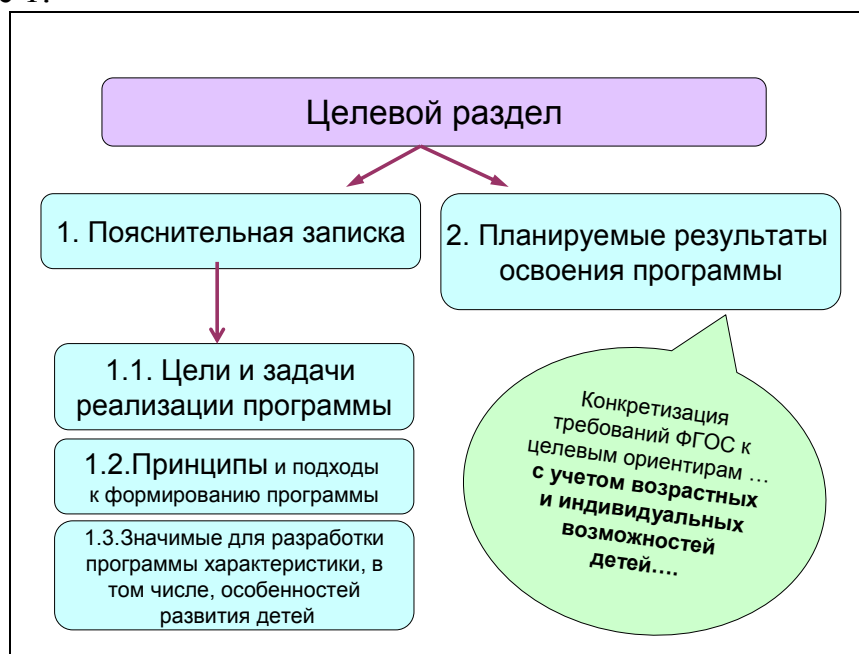 Целевой раздел
1. Пояснительная записка
2. Планируемые результаты
освоения программы
1.1. Цели и задачи
реализации программы
1.2.Принципы и подходы
к формированию программы
1.3.Значимые для разработки
программы характеристики, в
том числе, особенностей
развития детей
Конкретизация
требований ФГОС к
целевым ориентирам …
с учетом возрастных
и индивидуальных
возможностей
детей….